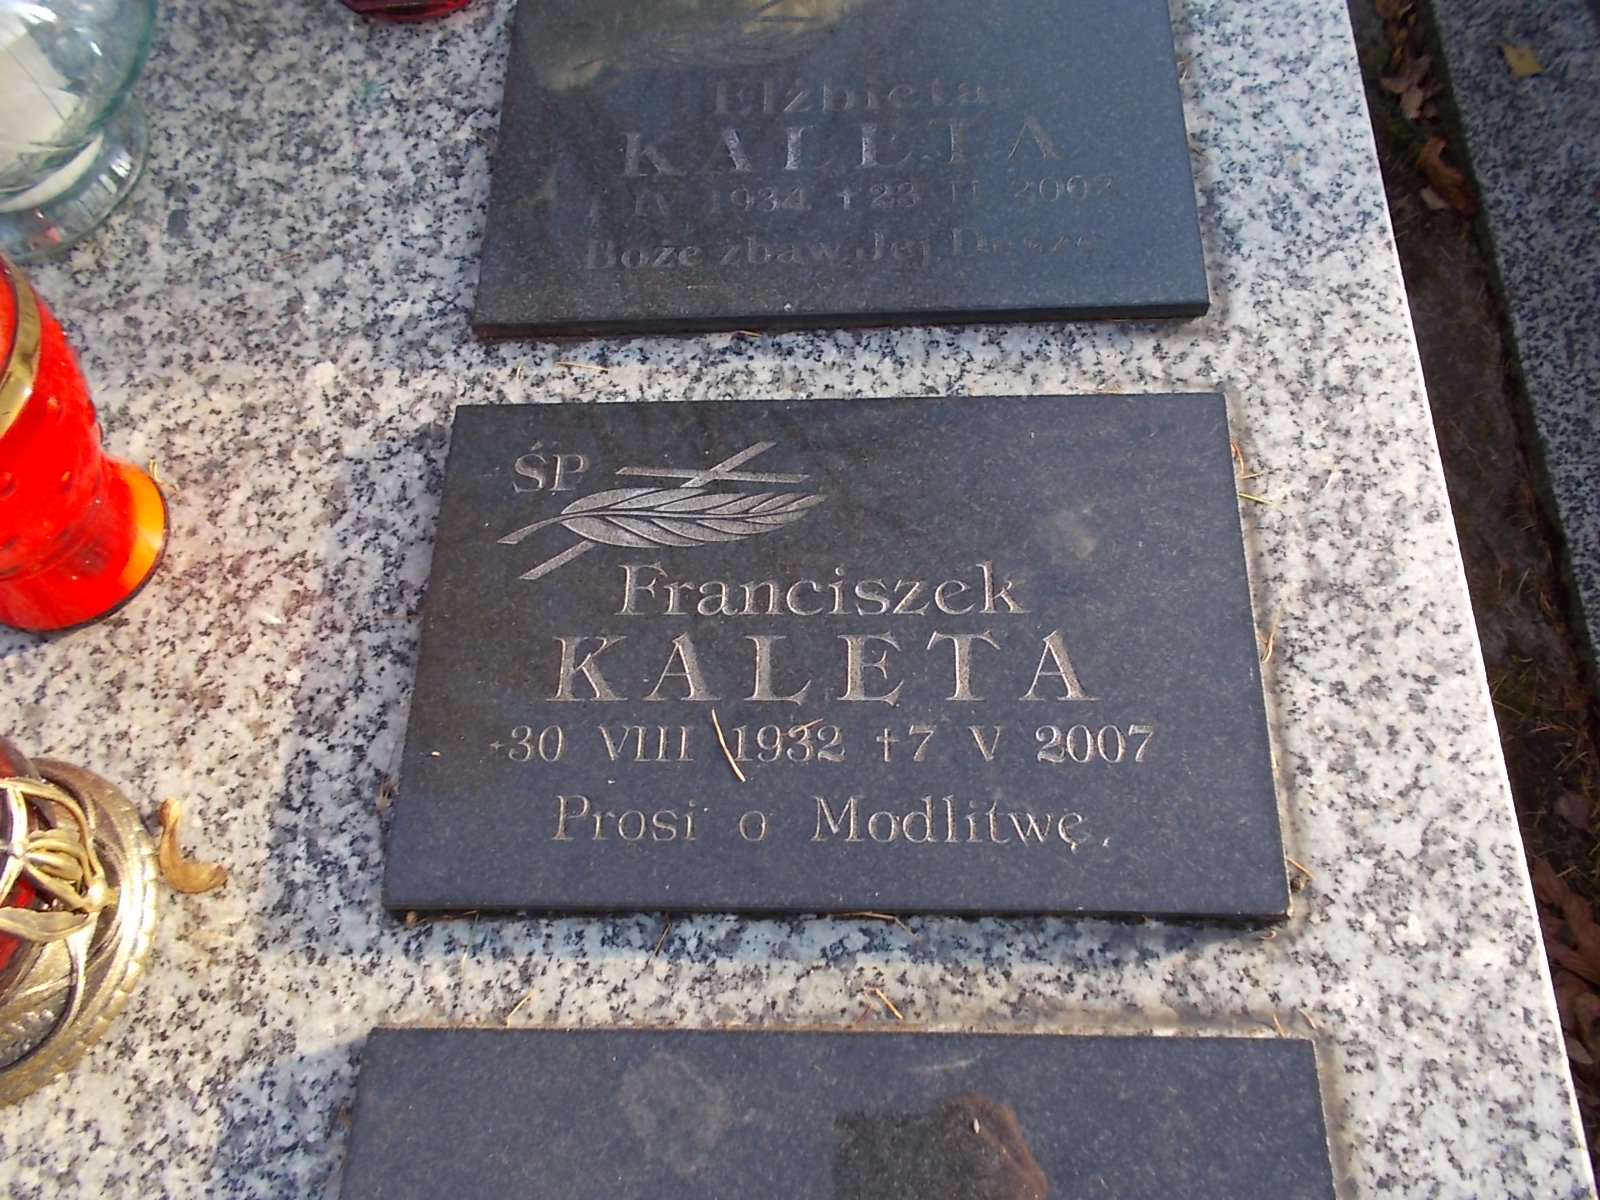 Elżbieta
KALETA
IV 1934 † 23 II 2002
Boże zbaw Jej Duszę
ŚP
Franciszek
KALETA
*30 VIII 1932 †7 V 2007
Prosi o Modlitwę.